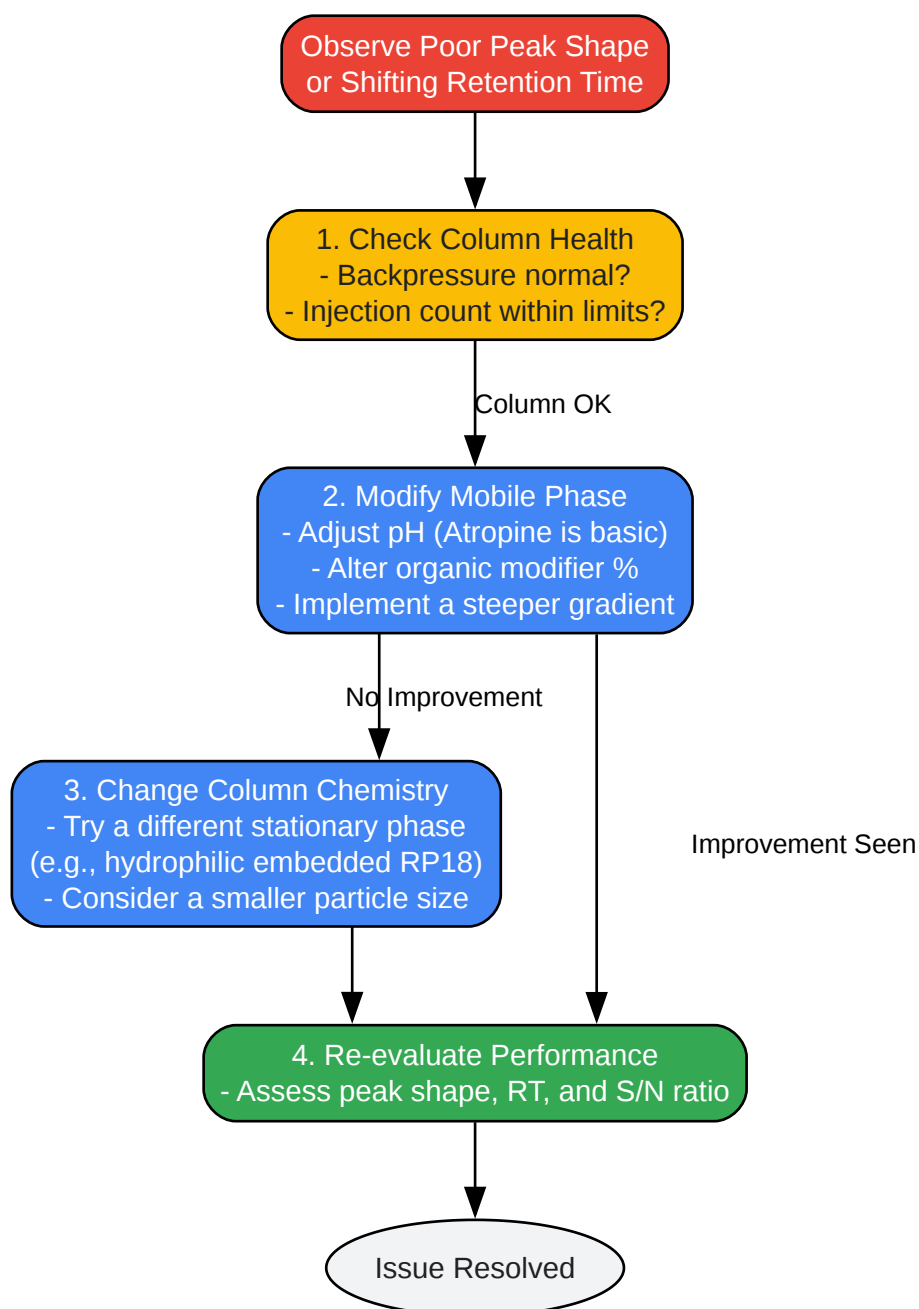 Observe Poor Peak Shape
or Shifting Retention Time
1. Check Column Health
- Backpressure normal?
- Injection count within limits?
Column OK
2. Modify Mobile Phase
- Adjust pH (Atropine is basic)
- Alter organic modifier %
- Implement a steeper gradient
No Improvement
3. Change Column Chemistry
- Try a different stationary phase
(e.g., hydrophilic embedded RP18)
- Consider a smaller particle size
Improvement Seen
4. Re-evaluate Performance
- Assess peak shape, RT, and S/N ratio
Issue Resolved